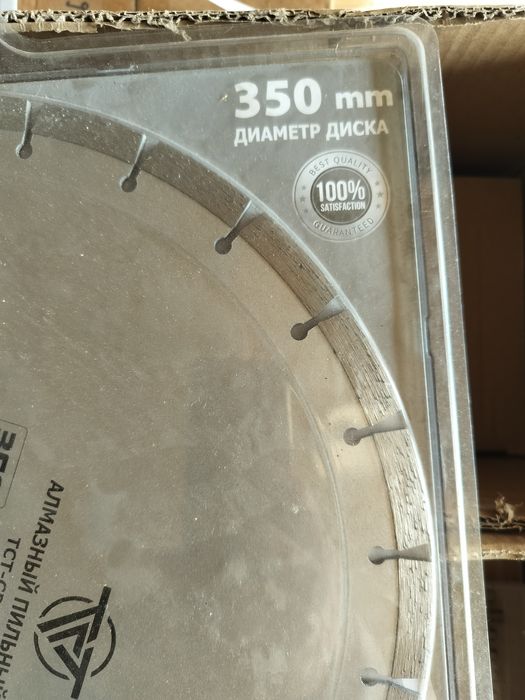 350 mm
ДИАМЕТР ДИСКА
BEST QUALITY
100%
SATISFACTION
GUARANTEED
АЛМАЗНЫЙ ПИЛЬНЫЙ